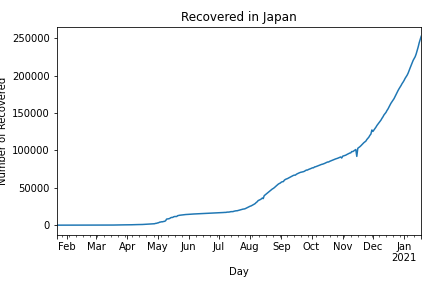 Recovered in Japan
Number of Recovered
250000
200000
150000
100000
50000
0
Feb Mar Apr May Jun Jul Aug Sep Oct Nov Dec Jan
2021
Day